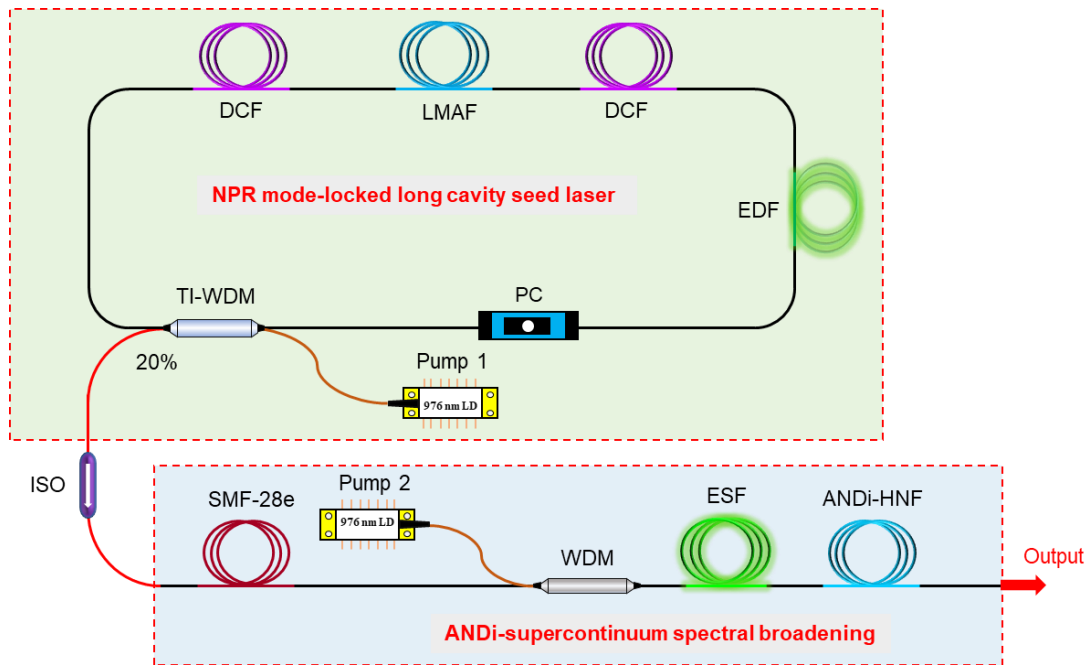 DCF
LMAF
DCF
NPR mode-locked long cavity seed laser
EDF
TI-WDM
PC
20%
Pump 1
976 nm LD
ISO
SMF-28e
Pump 2
976 nm LD
WDM
ESF
ANDi-HNF
Output
ANDi-supercontinuum spectral broadening